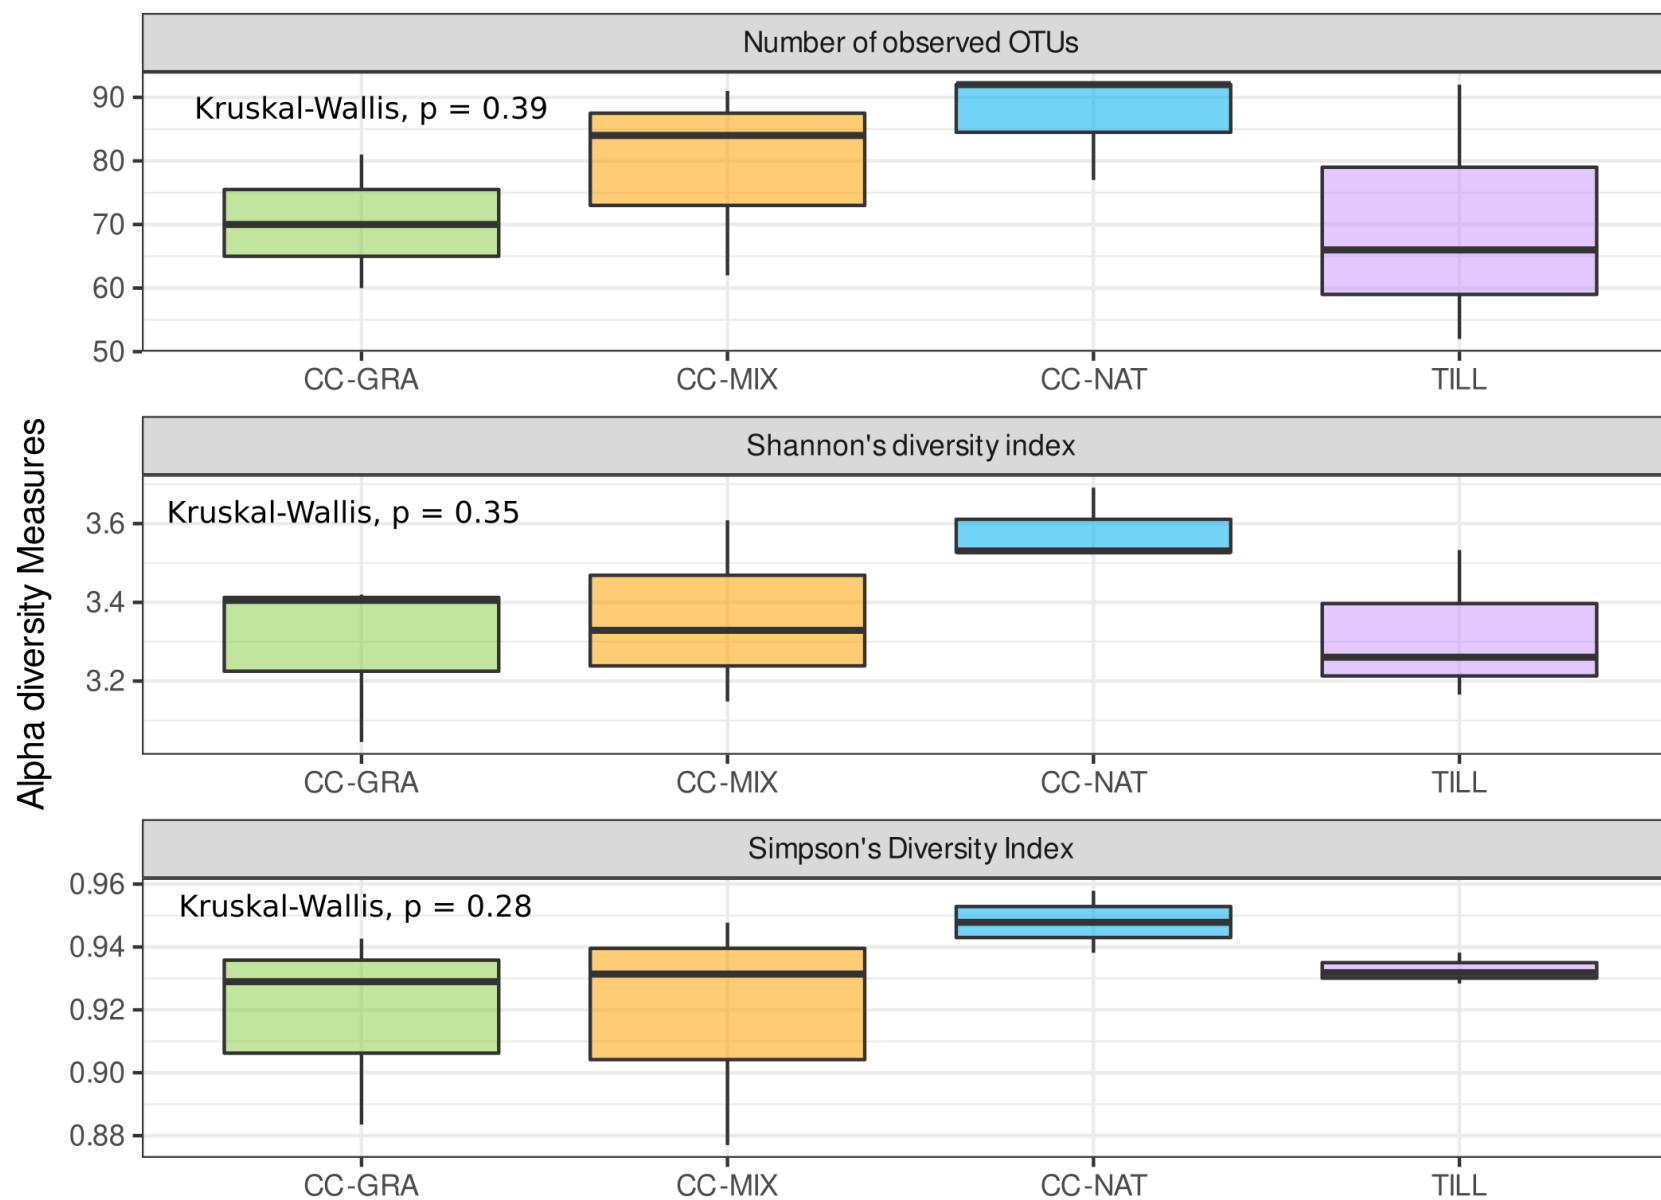 Alpha diversity Measures
Number of observed OTUs
Kruskal-Wallis, p = 0.39
90
80
70
60
50
CC-GRA CC-MIX CC-NAT TILL
Shannon's diversity index
Kruskal-Wallis, p = 0.35
3.6
3.4
3.2
CC-GRA CC-MIX CC-NAT TILL
Simpson's Diversity Index
0.96
Kruskal-Wallis, p = 0.28
0.94
0.92
0.90
0.88
CC-GRA CC-MIX CC-NAT TILL